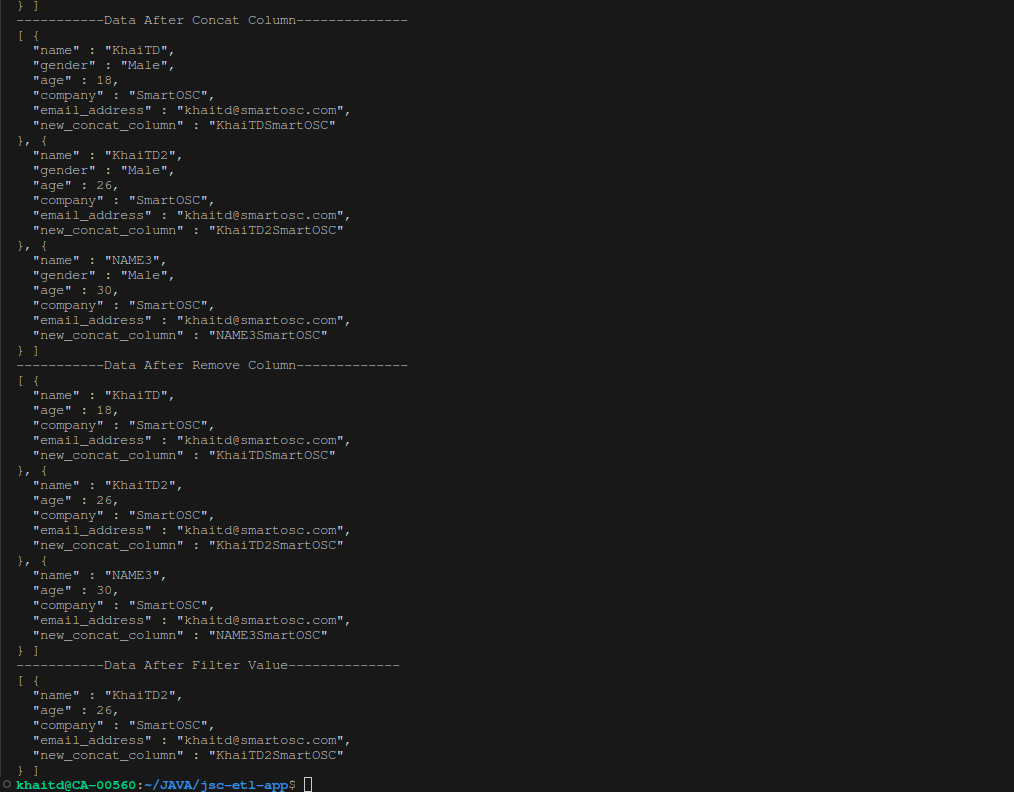 } ]
-----------Data After Concat Column--------------
[ {
  "name" : "KhaiTD",
  "gender" : "Male",
  "age" : 18,
  "company" : "SmartOSC",
  "email_address" : "khaitd@smartosc.com",
  "new_concat_column" : "KhaiTDSmartOSC"
}, {
  "name" : "KhaiTD2",
  "gender" : "Male",
  "age" : 26,
  "company" : "SmartOSC",
  "email_address" : "khaitd@smartosc.com",
  "new_concat_column" : "KhaiTD2SmartOSC"
}, {
  "name" : "NAME3",
  "gender" : "Male",
  "age" : 30,
  "company" : "SmartOSC",
  "email_address" : "khaitd@smartosc.com",
  "new_concat_column" : "NAME3SmartOSC"
} ]
-----------Data After Remove Column--------------
[ {
  "name" : "KhaiTD",
  "age" : 18,
  "company" : "SmartOSC",
  "email_address" : "khaitd@smartosc.com",
  "new_concat_column" : "KhaiTDSmartOSC"
}, {
  "name" : "KhaiTD2",
  "age" : 26,
  "company" : "SmartOSC",
  "email_address" : "khaitd@smartosc.com",
  "new_concat_column" : "KhaiTD2SmartOSC"
}, {
  "name" : "NAME3",
  "age" : 30,
  "company" : "SmartOSC",
  "email_address" : "khaitd@smartosc.com",
  "new_concat_column" : "NAME3SmartOSC"
} ]
-----------Data After Filter Value--------------
[ {
  "name" : "KhaiTD2",
  "age" : 26,
  "company" : "SmartOSC",
  "email_address" : "khaitd@smartosc.com",
  "new_concat_column" : "KhaiTD2SmartOSC"
} ]
khaitd@CA-00560:~/JAVA/jsc-etl-app$